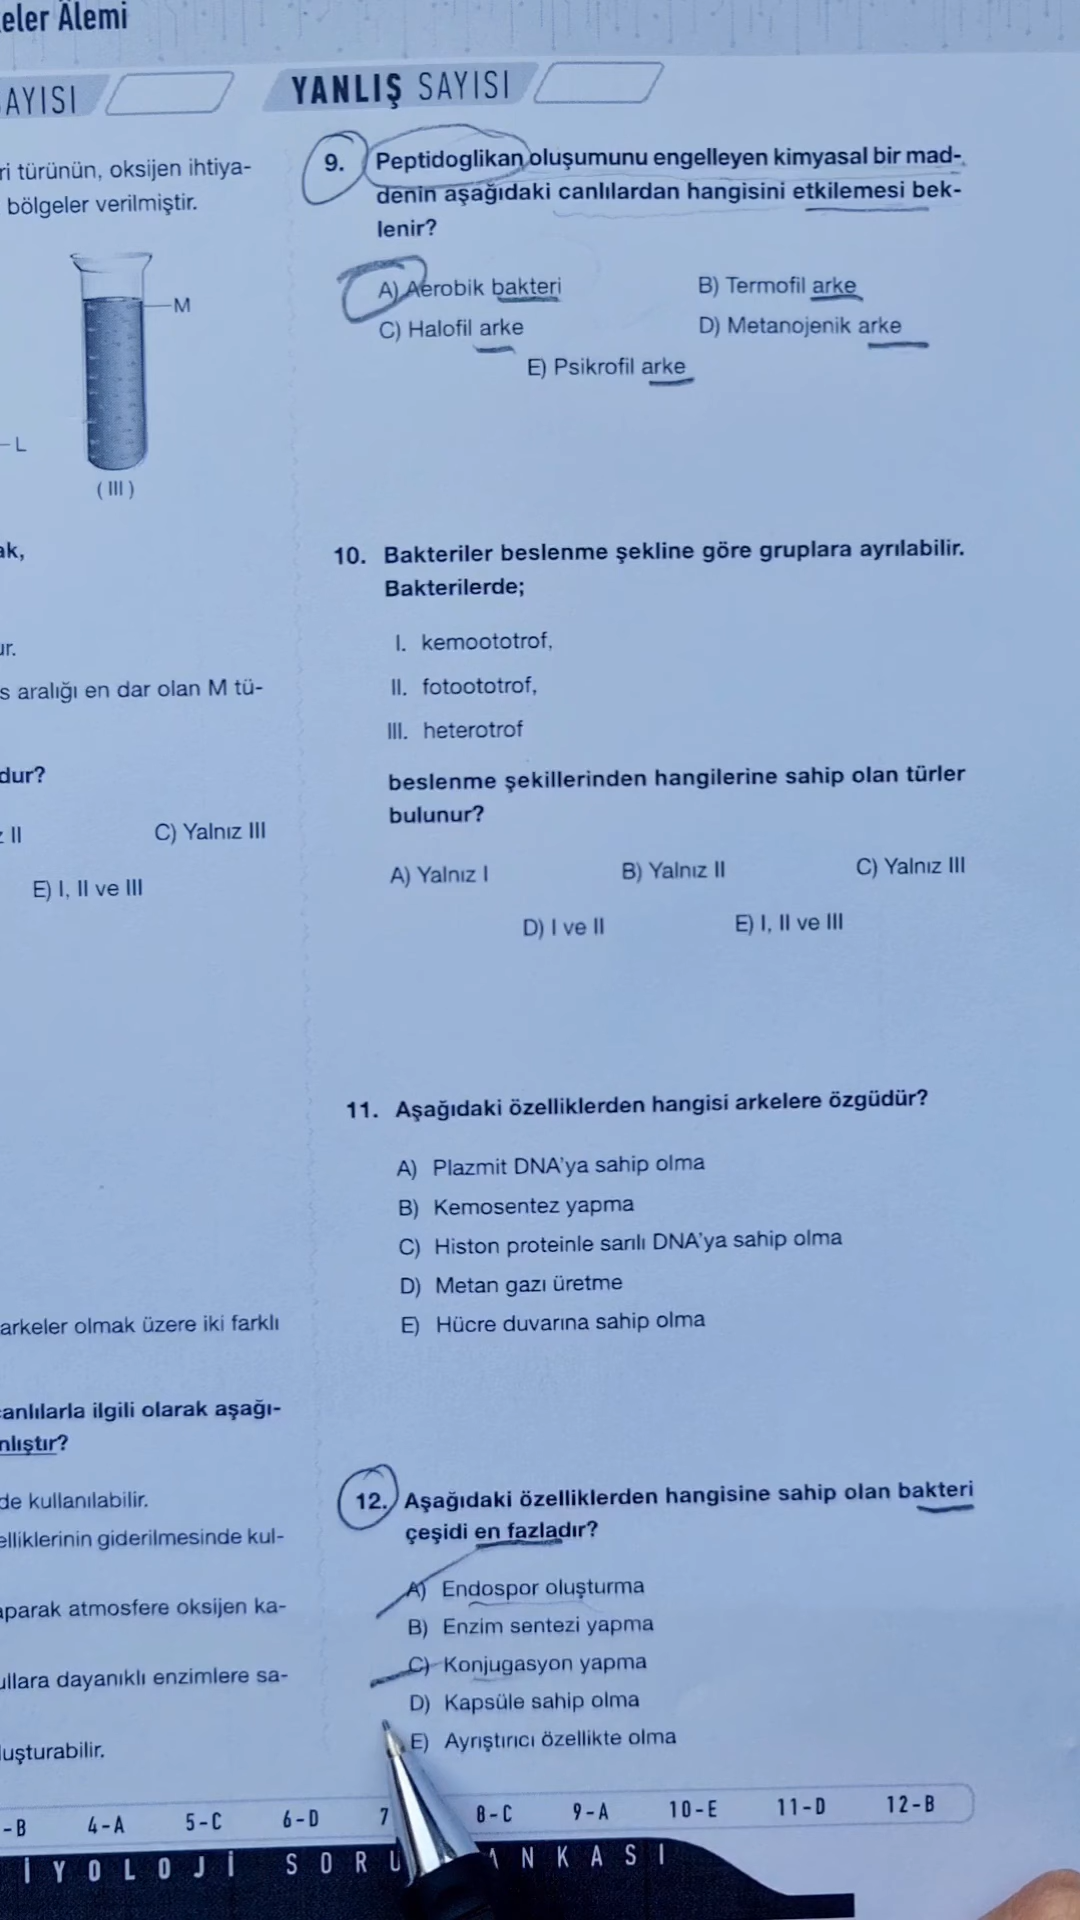 eler Âlemi
AYISI
YANLIŞ SAYISI
ri türünün, oksijen ihtiya-
bölgeler verilmiştir.
M
L
(III)
ak,
ur.
s aralığı en dar olan M tü-
dur?
II
C) Yalnız III
E) I, II ve III
arkeler olmak üzere iki farklı
canlılarla ilgili olarak aşağı-
nlıştır?
de kullanılabilir.
elliklerinin giderilmesinde kul-
aparak atmosfere oksijen ka-
ullara dayanıklı enzimlere sa-
luşturabilir.
9. Peptidoglikan oluşumunu engelleyen kimyasal bir mad-
denin aşağıdaki canlılardan hangisini etkilemesi bek-
lenir?
A) Aerobik bakteri
B) Termofil arke
C) Halofil arke
D) Metanojenik arke
E) Psikrofil arke
10. Bakteriler beslenme şekline göre gruplara ayrılabilir.
Bakterilerde;
I. kemoototrof,
II. fotoototrof,
III. heterotrof
beslenme şekillerinden hangilerine sahip olan türler
bulunur?
A) Yalnız I
B) Yalnız II
C) Yalnız III
D) I ve II
E) I, II ve III
11. Aşağıdaki özelliklerden hangisi arkelere özgüdür?
A) Plazmit DNA'ya sahip olma
B) Kemosentez yapma
C) Histon proteinle sarılı DNA'ya sahip olma
D) Metan gazı üretme
E) Hücre duvarına sahip olma
12. Aşağıdaki özelliklerden hangisine sahip olan bakteri
çeşidi en fazladır?
A) Endospor oluşturma
B) Enzim sentezi yapma
C) Konjugasyon yapma
D) Kapsüle sahip olma
E) Ayrıştırıcı özellikte olma
-B 4-A 5-C 6-D 7 8-C 9-A 10-E 11-D 12-B
İYOLOJİ SORU ANKASI